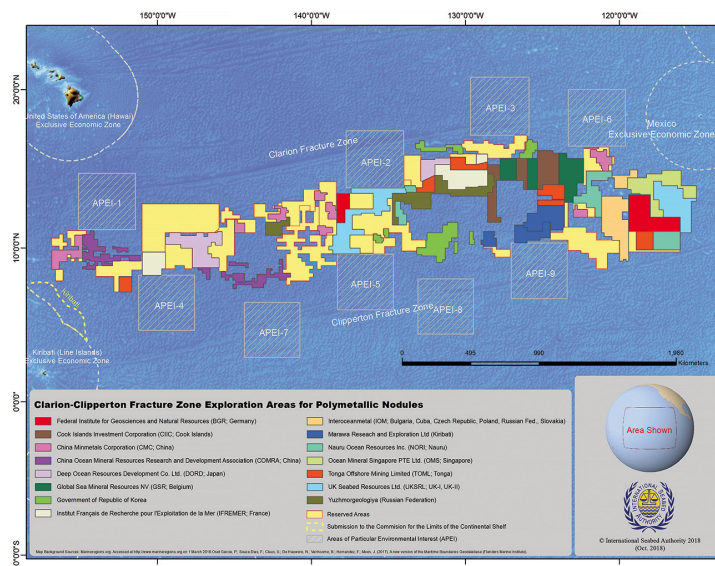 150°0'0"W
140°0'0"W
130°0'0"W
120°0'0"W
20°0'0"N
10°0'0"N
0°0'0"N
0°0'0"S
United States of America (Hawaii)
Exclusive Economic Zone
Mexico
Exclusive Economic Zone
Clarion Fracture Zone
Clipperton Fracture Zone
APEI-1
APEI-2
APEI-3
APEI-6
APEI-4
APEI-5
APEI-7
APEI-8
APEI-9
Kiribati
Kiribati (Line Islands)
Exclusive Economic Zone
0
495
990
1,980
Kilometers
Clarion-Clipperton Fracture Zone Exploration Areas for Polymetallic Nodules
Federal Institute for Geosciences and Natural Resources (BGR; Germany)
Cook Islands Investment Corporation (CIIC; Cook Islands)
China Minmetals Corporation (CMC; China)
China Ocean Mineral Resources Research and Development Association (COMRA; China)
Deep Ocean Resources Development Co. Ltd. (DORD; Japan)
Global Sea Mineral Resources NV (GSR; Belgium)
Government of Republic of Korea
Institut Français de Recherche pour l'Exploitation de la Mer (IFREMER; France)
Interoceanmetal (IOM; Bulgaria, Cuba, Czech Republic, Poland, Russian Fed., Slovakia)
Marawa Reseach and Exploration Ltd (Kiribati)
Nauru Ocean Resources Inc. (NORI; Nauru)
Ocean Mineral Singapore PTE Ltd. (OMS; Singapore)
Tonga Offshore Mining Limited (TOML; Tonga)
UK Seabed Resources Ltd. (UKSRL; UK-I, UK-II)
Yuzhmorgeologiya (Russian Federation)
Reserved Areas
Submission to the Commision for the Limits of the Continental Shelf
Areas of Particular Environmental Interest (APEI)
Area Shown
INTERNATIONAL SEABED AUTHORITY
© International Seabed Authority 2018
(Oct, 2018)